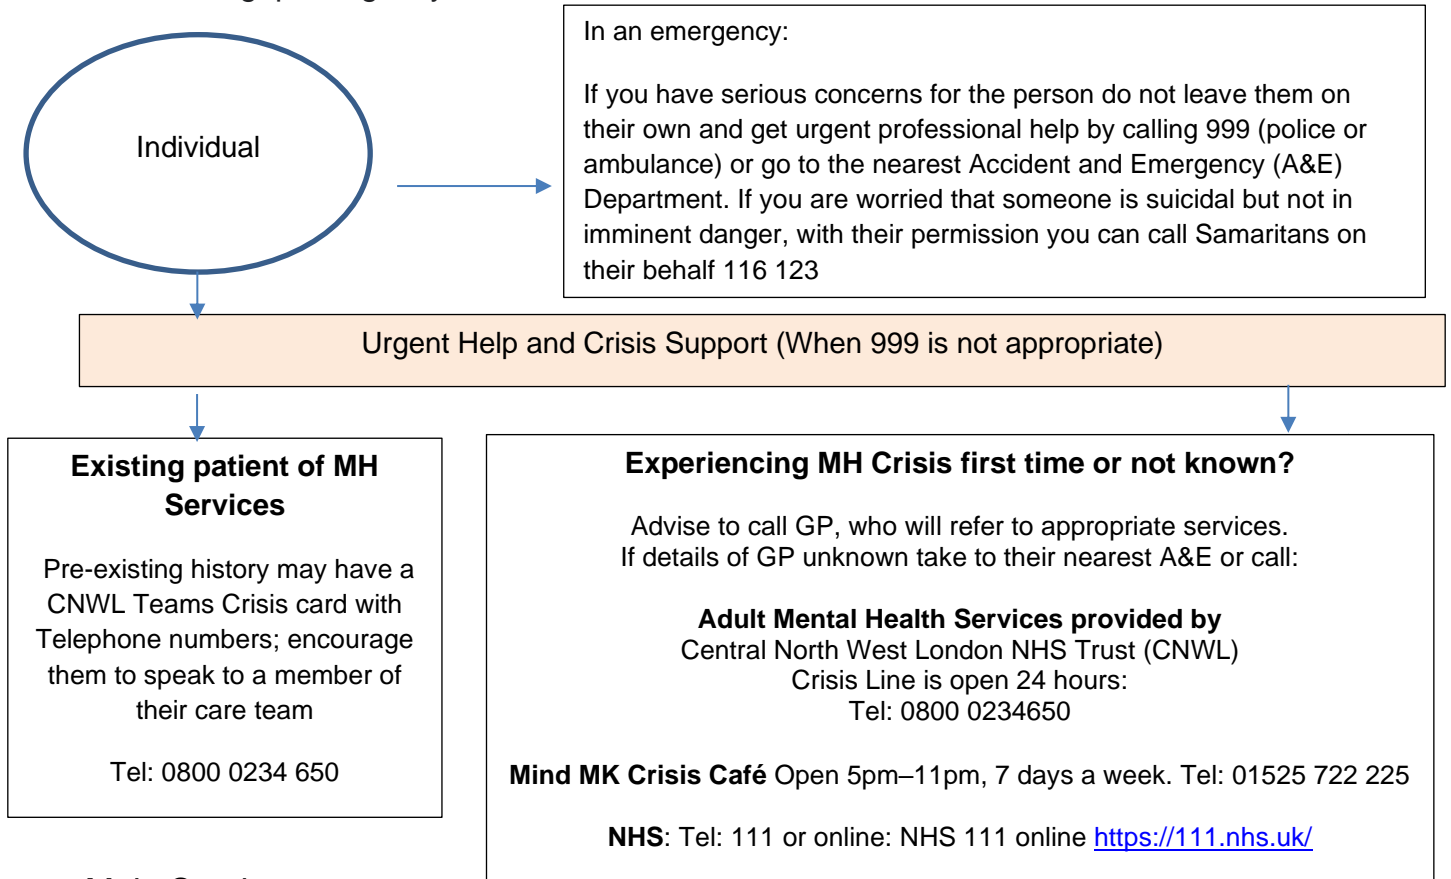 In an emergency:
If you have serious concerns for the person do not leave them on
their own and get urgent professional help by calling 999 (police or
ambulance) or go to the nearest Accident and Emergency (A&E)
Department. If you are worried that someone is suicidal but not in
imminent danger, with their permission you can call Samaritans on
their behalf 116 123
Individual
Urgent Help and Crisis Support (When 999 is not appropriate)
Existing patient of MH
Services
Pre-existing history may have a
CNWL Teams Crisis card with
Telephone numbers; encourage
them to speak to a member of
their care team
Tel: 0800 0234 650
Experiencing MH Crisis first time or not known?
Advise to call GP, who will refer to appropriate services.
If details of GP unknown take to their nearest A&E or call:
Adult Mental Health Services provided by
Central North West London NHS Trust (CNWL)
Crisis Line is open 24 hours:
Tel: 0800 0234650
Mind MK Crisis Café Open 5pm–11pm, 7 days a week. Tel: 01525 722 225
NHS: Tel: 111 or online: NHS 111 online https://111.nhs.uk/